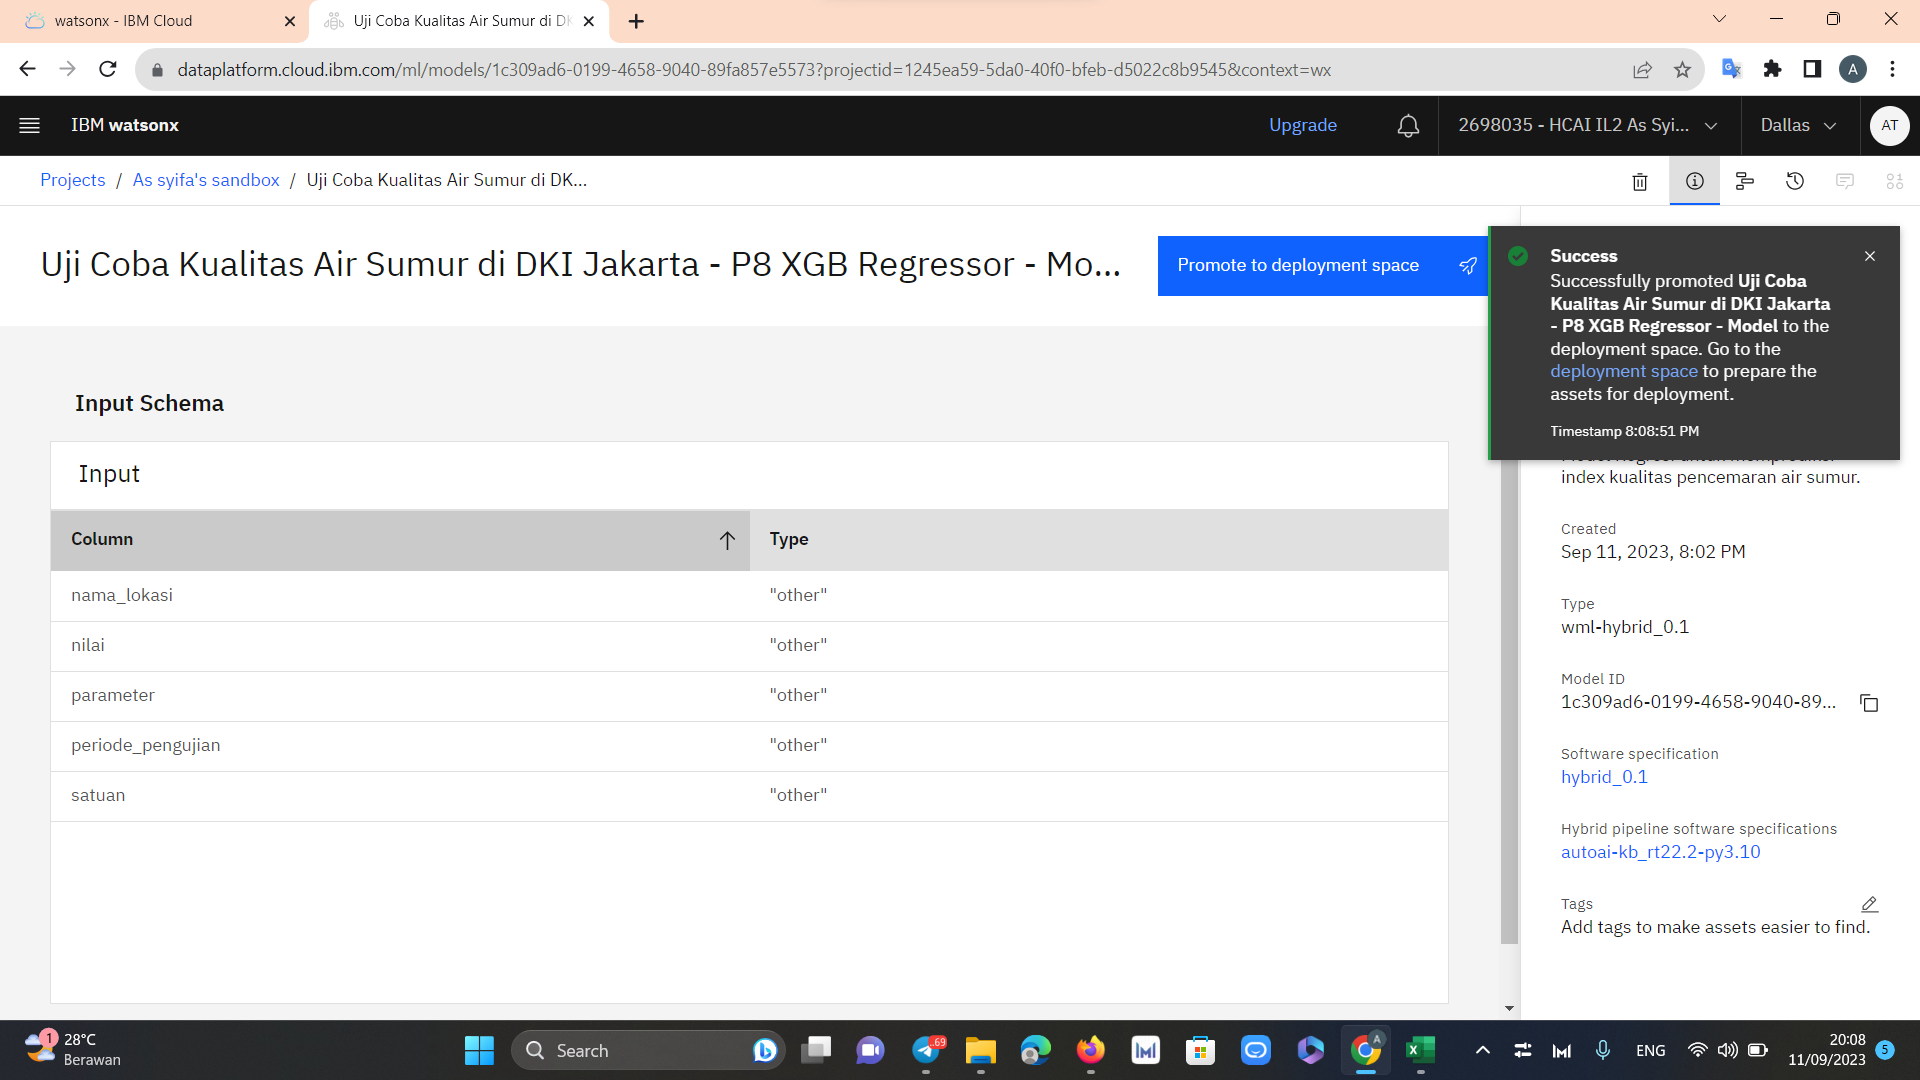 watsonx - IBM Cloud
Uji Coba Kualitas Air Sumur di DK
dataplatform.cloud.ibm.com/ml/models/1c309ad6-0199-4658-9040-89fa857e5573?projectid=1245ea59-5da0-40f0-bfeb-d5022c8b9545&context=wx
A
IBM watsonx
Upgrade
2698035 - HCAI IL2 As Syi...
Dallas
AT
Projects / As syifa's sandbox / Uji Coba Kualitas Air Sumur di DK...
Uji Coba Kualitas Air Sumur di DKI Jakarta - P8 XGB Regressor - Mo...
Promote to deployment space
Success
Successfully promoted Uji Coba
Kualitas Air Sumur di DKI Jakarta
- P8 XGB Regressor - Model to the
deployment space. Go to the
deployment space to prepare the
assets for deployment.
Timestamp 8:08:51 PM
Input Schema
Input
Column
Type
nama_lokasi
"other"
nilai
"other"
parameter
"other"
periode_pengujian
"other"
satuan
"other"
index kualitas pencemaran air sumur.
Created
Sep 11, 2023, 8:02 PM
Type
wml-hybrid_0.1
Model ID
1c309ad6-0199-4658-9040-89...
Software specification
hybrid_0.1
Hybrid pipeline software specifications
autoai-kb_rt22.2-py3.10
Tags
Add tags to make assets easier to find.
1
28°C
Berawan
Search
69
A
ENG
20:08
11/09/2023
5